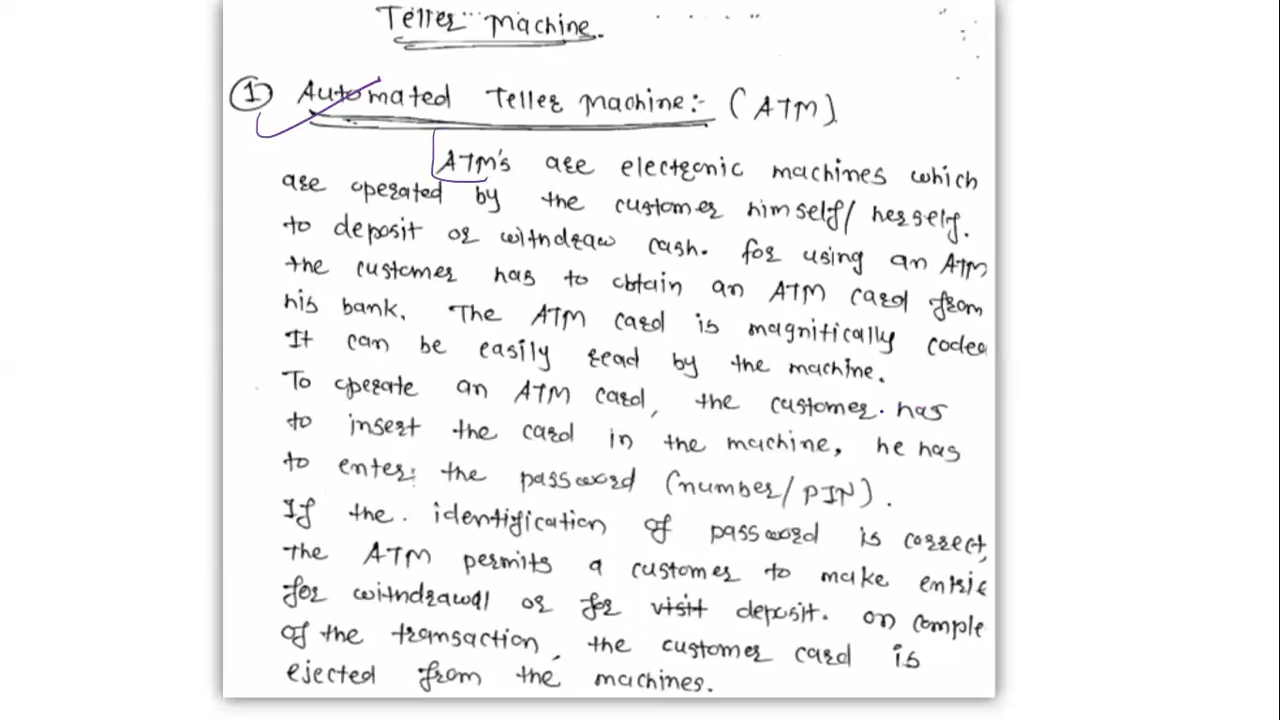 Teller Machine.
① Automated Teller Machine:- (ATM)
ATM's are electronic machines which
are operated by the customer himself/herself.
to deposit or withdraw cash. for using an ATM
the customer has to obtain an ATM card from
his bank. The ATM card is magnitically coded
It can be easily read by the machine.
To operate an ATM card, the customer has
to insert the card in the machine, he has
to enter the password (number/PIN).
If the identification of password is correct,
the ATM permits a customer to make entrie
for withdrawal or for visit deposit. on comple
of the transaction, the customer card is
ejected from the machines.